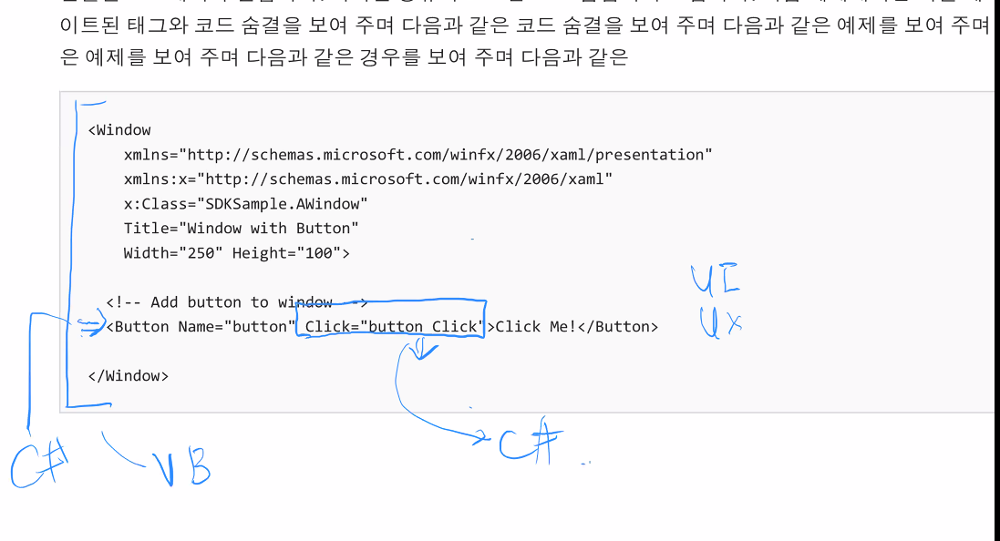 이트된 태그와 코드 숨결을 보여 주며 다음과 같은 코드 숨결을 보여 주며 다음과 같은 예제를 보여 주며
은 예제를 보여 주며 다음과 같은 경우를 보여 주며 다음과 같은
<Window
xmlns="http://schemas.microsoft.com/winfx/2006/xaml/presentation"
xmlns:x="http://schemas.microsoft.com/winfx/2006/xaml"
x:Class="SDKSample.AWindow"
Title="Window with Button"
Width="250" Height="100">
UI
<!-- Add button to window -->
UX
<Button Name="button" Click="button Click">Click Me!</Button>
</Window>
C#
C#
VB